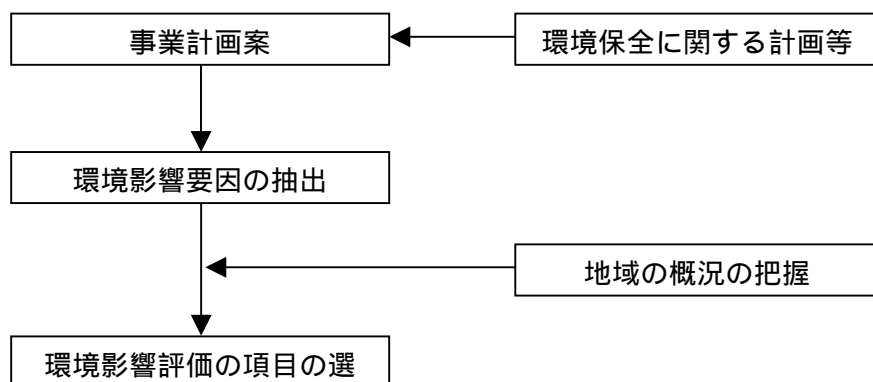 事業計画案
環境保全に関する計画等
環境影響要因の抽出
地域の概況の把握
環境影響評価の項目の選